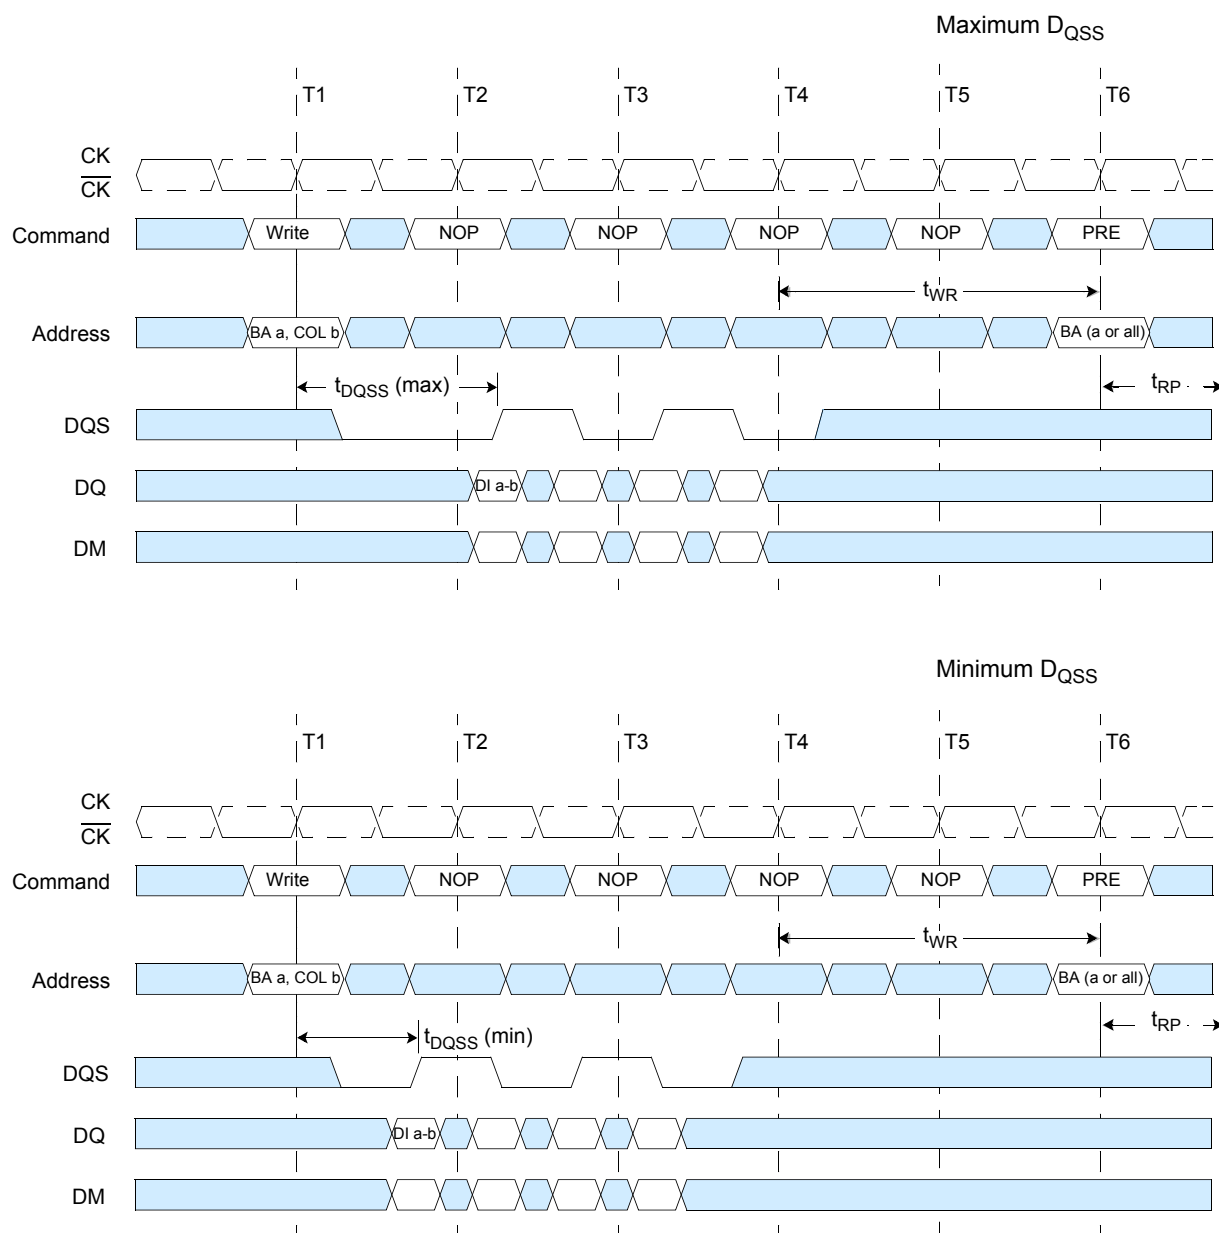 Maximum DQSS
T1 T2 T3 T4 T5 T6
CK
CK
Command Write NOP NOP NOP NOP PRE
tWR
Address BA a, COL b BA (a or all)
tDQSS (max) tRP
DQS
DQ DI a-b
DM
Minimum DQSS
T1 T2 T3 T4 T5 T6
CK
CK
Command Write NOP NOP NOP NOP PRE
tWR
Address BA a, COL b BA (a or all)
tDQSS (min) tRP
DQS
DQ DI a-b
DM